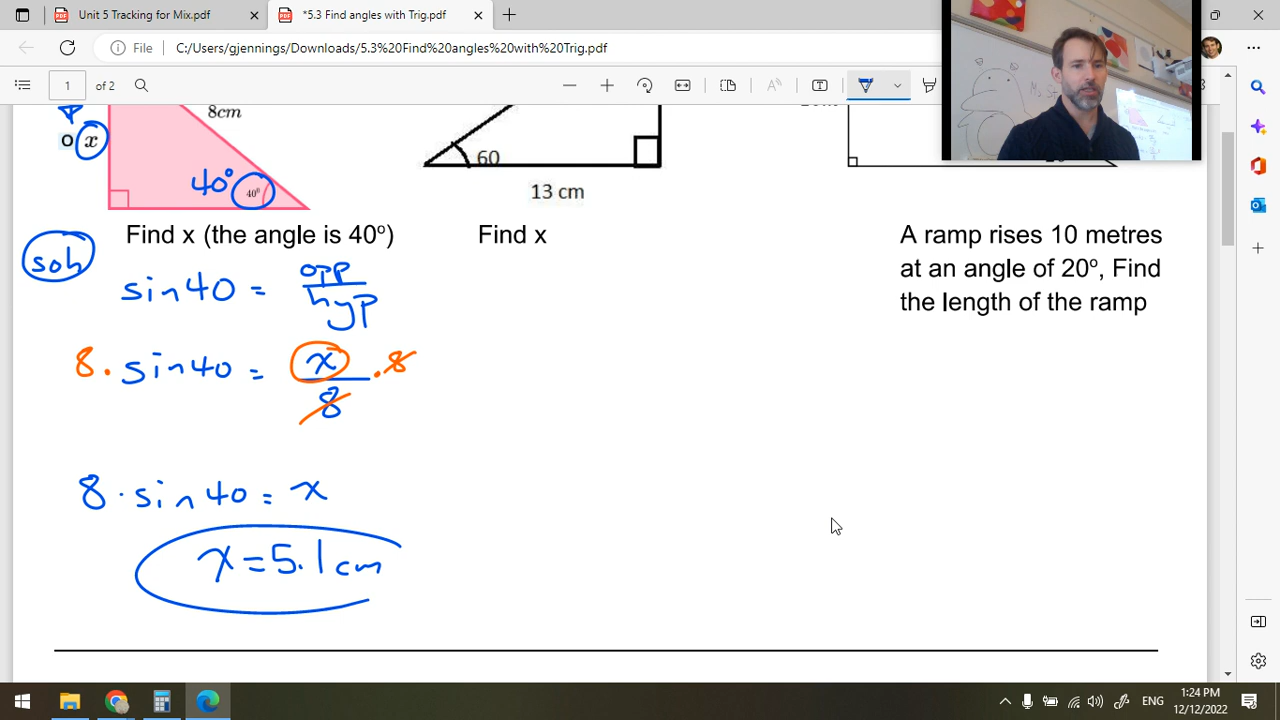 Unit 5 Tracking for Mix.pdf
*5.3 Find angles with Trig.pdf
File C:/Users/gjennings/Downloads/5.3%20Find%20angles%20with%20Trig.pdf
1 of 2
8cm
o x
40° 40⁰
60
13 cm
Find x (the angle is 40º)
Find x
A ramp rises 10 metres
at an angle of 20º, Find
the length of the ramp
soh
sin40 = opp
hyp
8. sin40 = x .8
8
8.sin40 = x
x=5.1cm
ENG
1:24 PM
12/12/2022